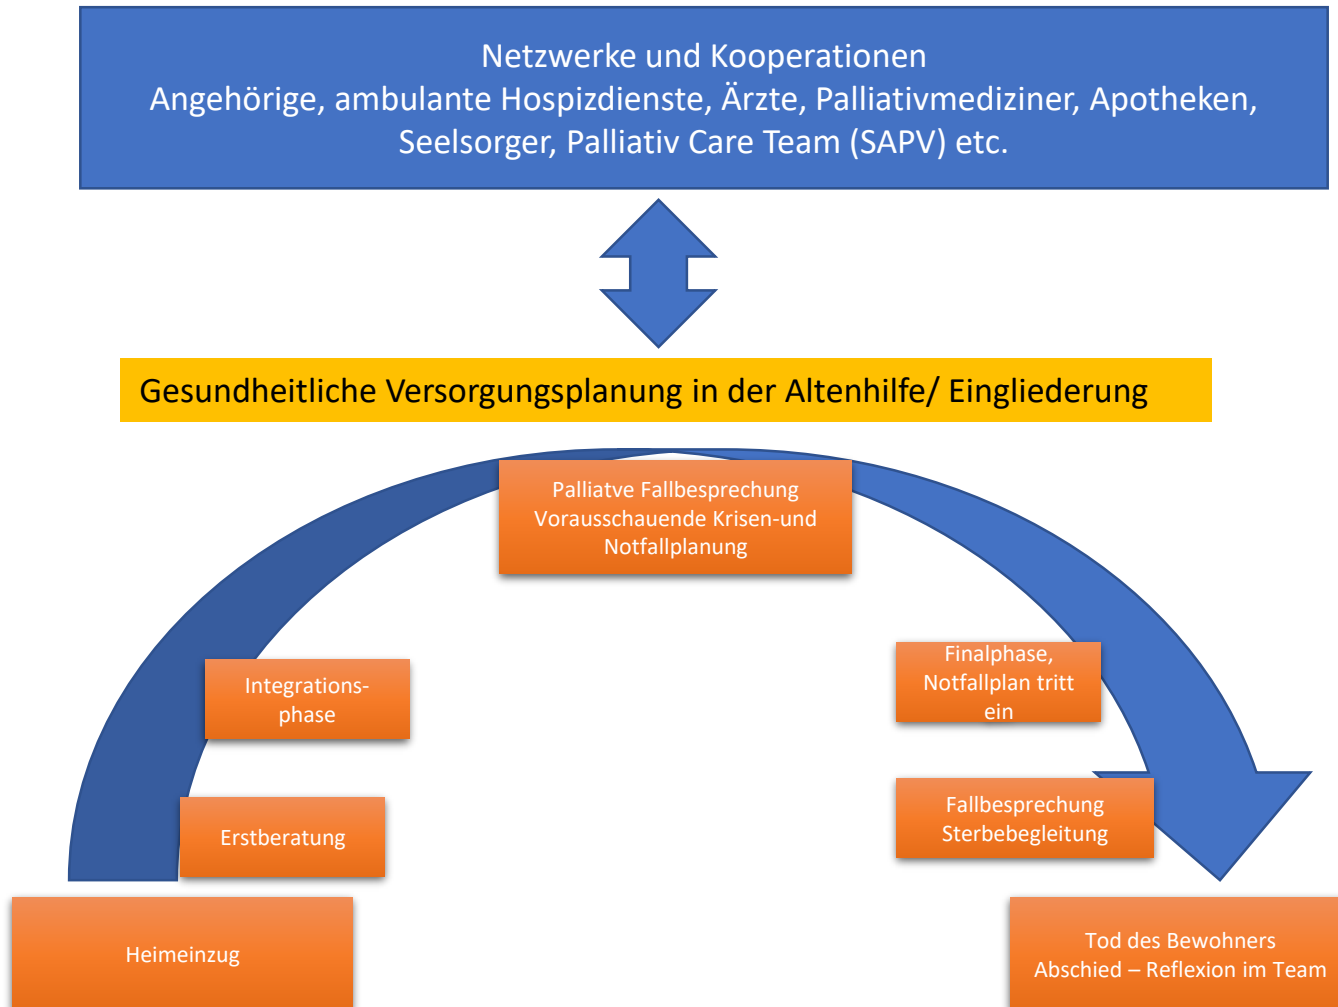 Netzwerke und Kooperationen
Angehörige, ambulante Hospizdienste, Ärzte, Palliativmediziner, Apotheken,
Seelsorger, Palliativ Care Team (SAPV) etc.
Gesundheitliche Versorgungsplanung in der Altenhilfe/ Eingliederung
Palliatve Fallbesprechung
Vorausschauende Krisen-und
Notfallplanung
Integrations-
phase
Finalphase,
Notfallplan tritt
ein
Erstberatung
Fallbesprechung
Sterbebegleitung
Heimeinzug
Tod des Bewohners
Abschied – Reflexion im Team